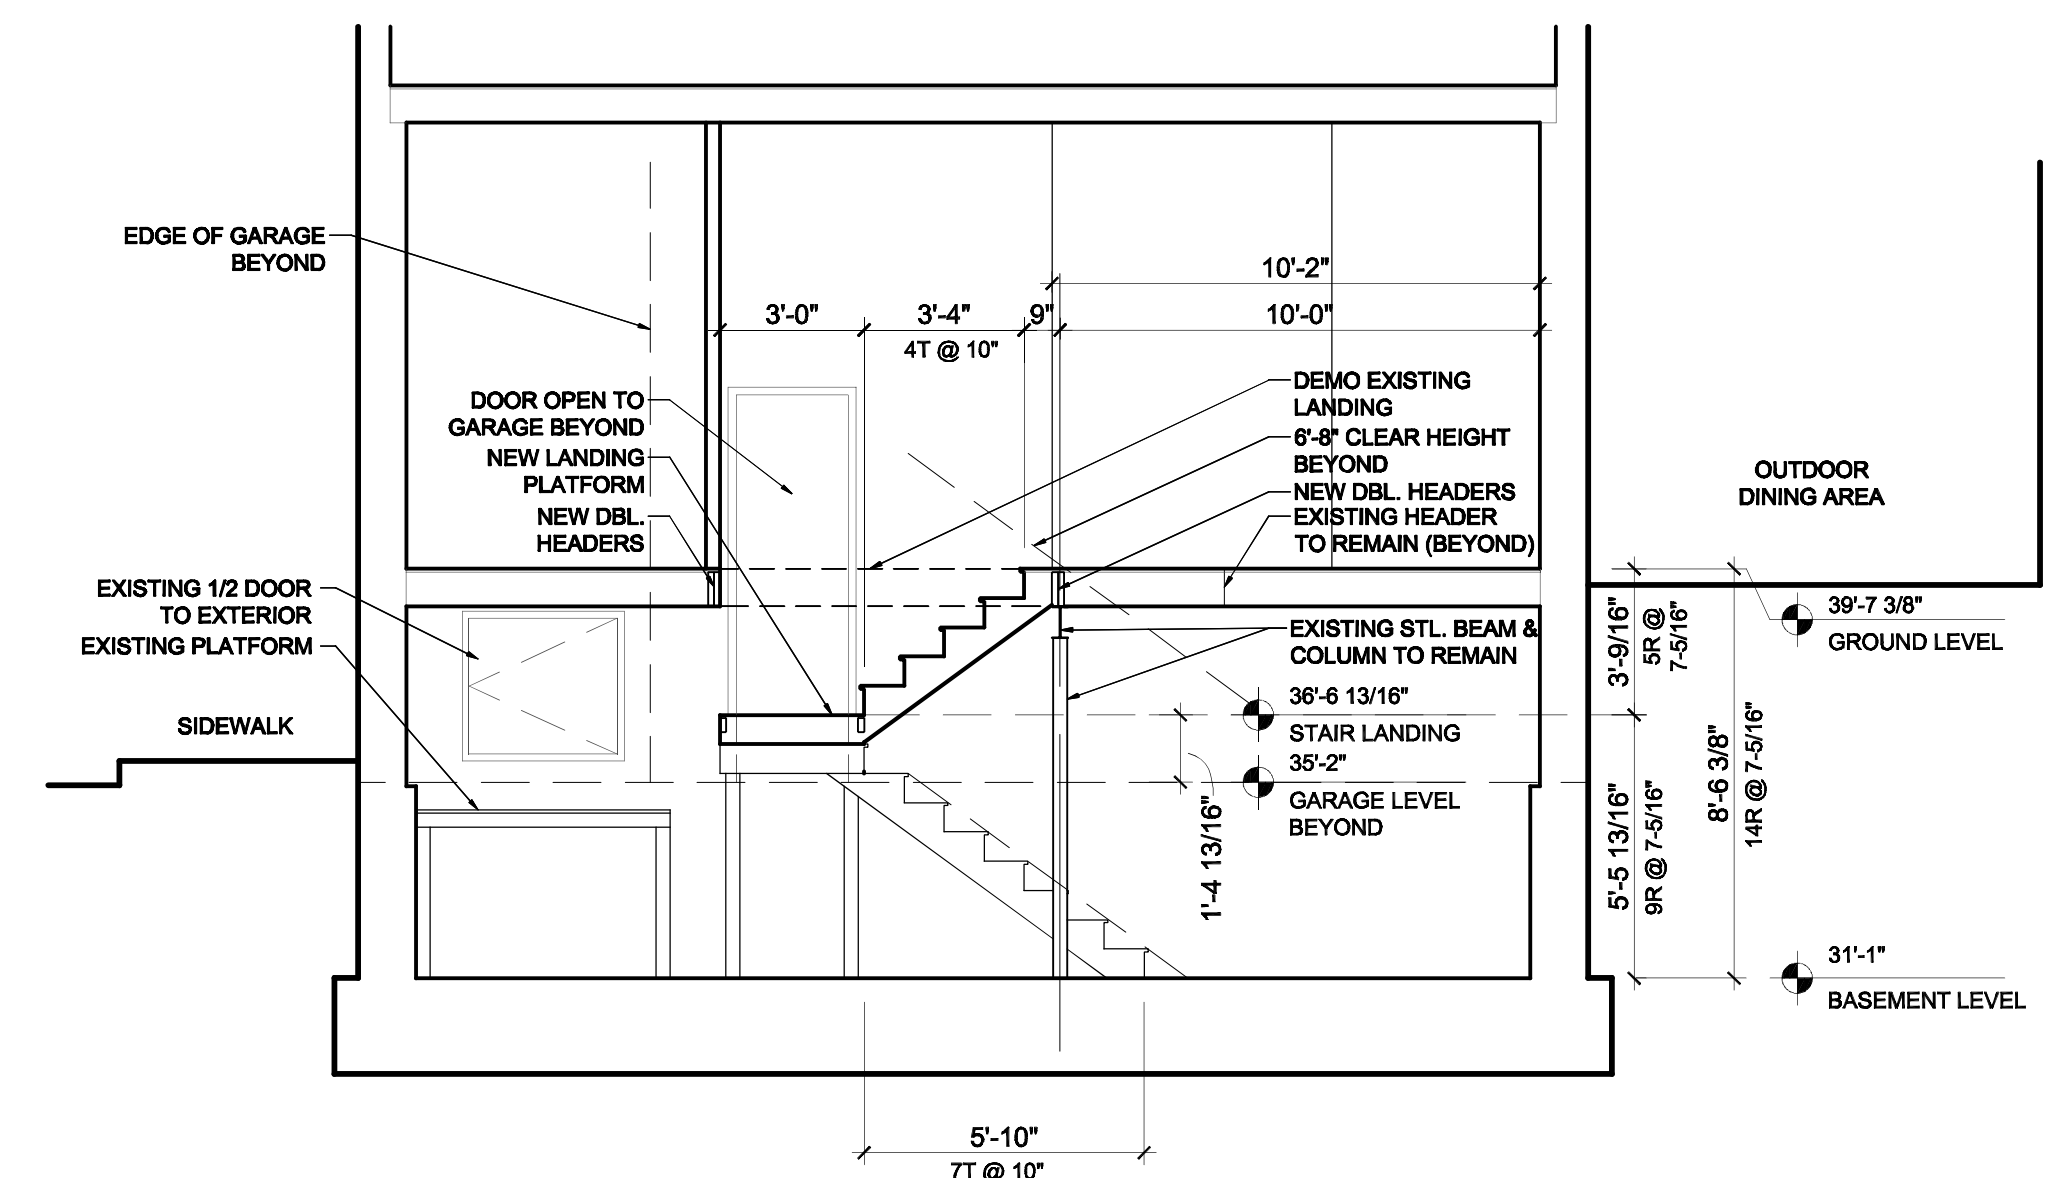 EDGE OF GARAGE
BEYOND
10'-2"
3'-0"
3'-4"
9"
10'-0"
4T @ 10"
DOOR OPEN TO
GARAGE BEYOND
NEW LANDING
PLATFORM
NEW DBL.
HEADERS
DEMO EXISTING
LANDING
6'-8" CLEAR HEIGHT
BEYOND
NEW DBL. HEADERS
EXISTING HEADER
TO REMAIN (BEYOND)
OUTDOOR
DINING AREA
EXISTING 1/2 DOOR
TO EXTERIOR
EXISTING PLATFORM
SIDEWALK
EXISTING STL. BEAM &
COLUMN TO REMAIN
36'-6 13/16"
STAIR LANDING
35'-2"
GARAGE LEVEL
BEYOND
1'-4 13/16"
3'-9/16"
5R @
7-5/16"
5'-5 13/16"
9R @ 7-5/16"
8'-6 3/8"
14R @ 7-5/16"
39'-7 3/8"
GROUND LEVEL
31'-1"
BASEMENT LEVEL
5'-10"
7T @ 10"